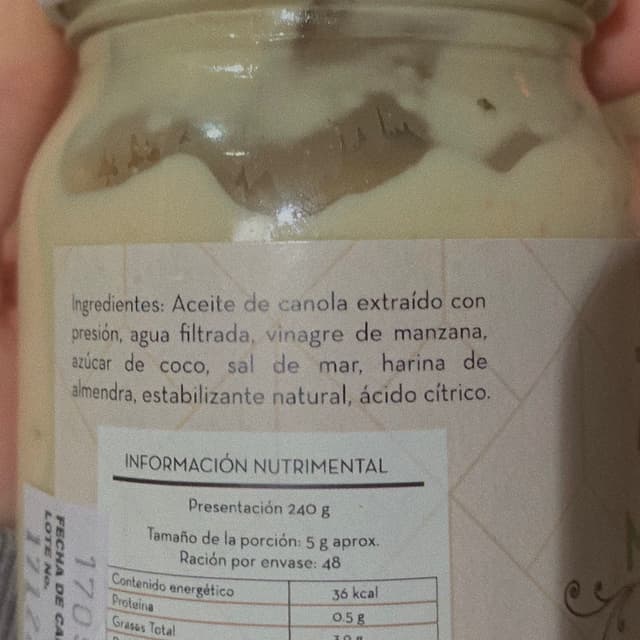 Ingredientes: Aceite de canola extraído con
presión, agua filtrada, vinagre de manzana,
azúcar de coco, sal de mar, harina de
almendra, estabilizante natural, ácido cítrico.
INFORMACIÓN NUTRIMENTAL
Presentación 240 g
Tamaño de la porción: 5 g aprox.
Ración por envase: 48
Contenido energético 36 kcal
Proteína 0.5 g
Grasas Total 3.0 g
FECHA DE CA
LOTE No.